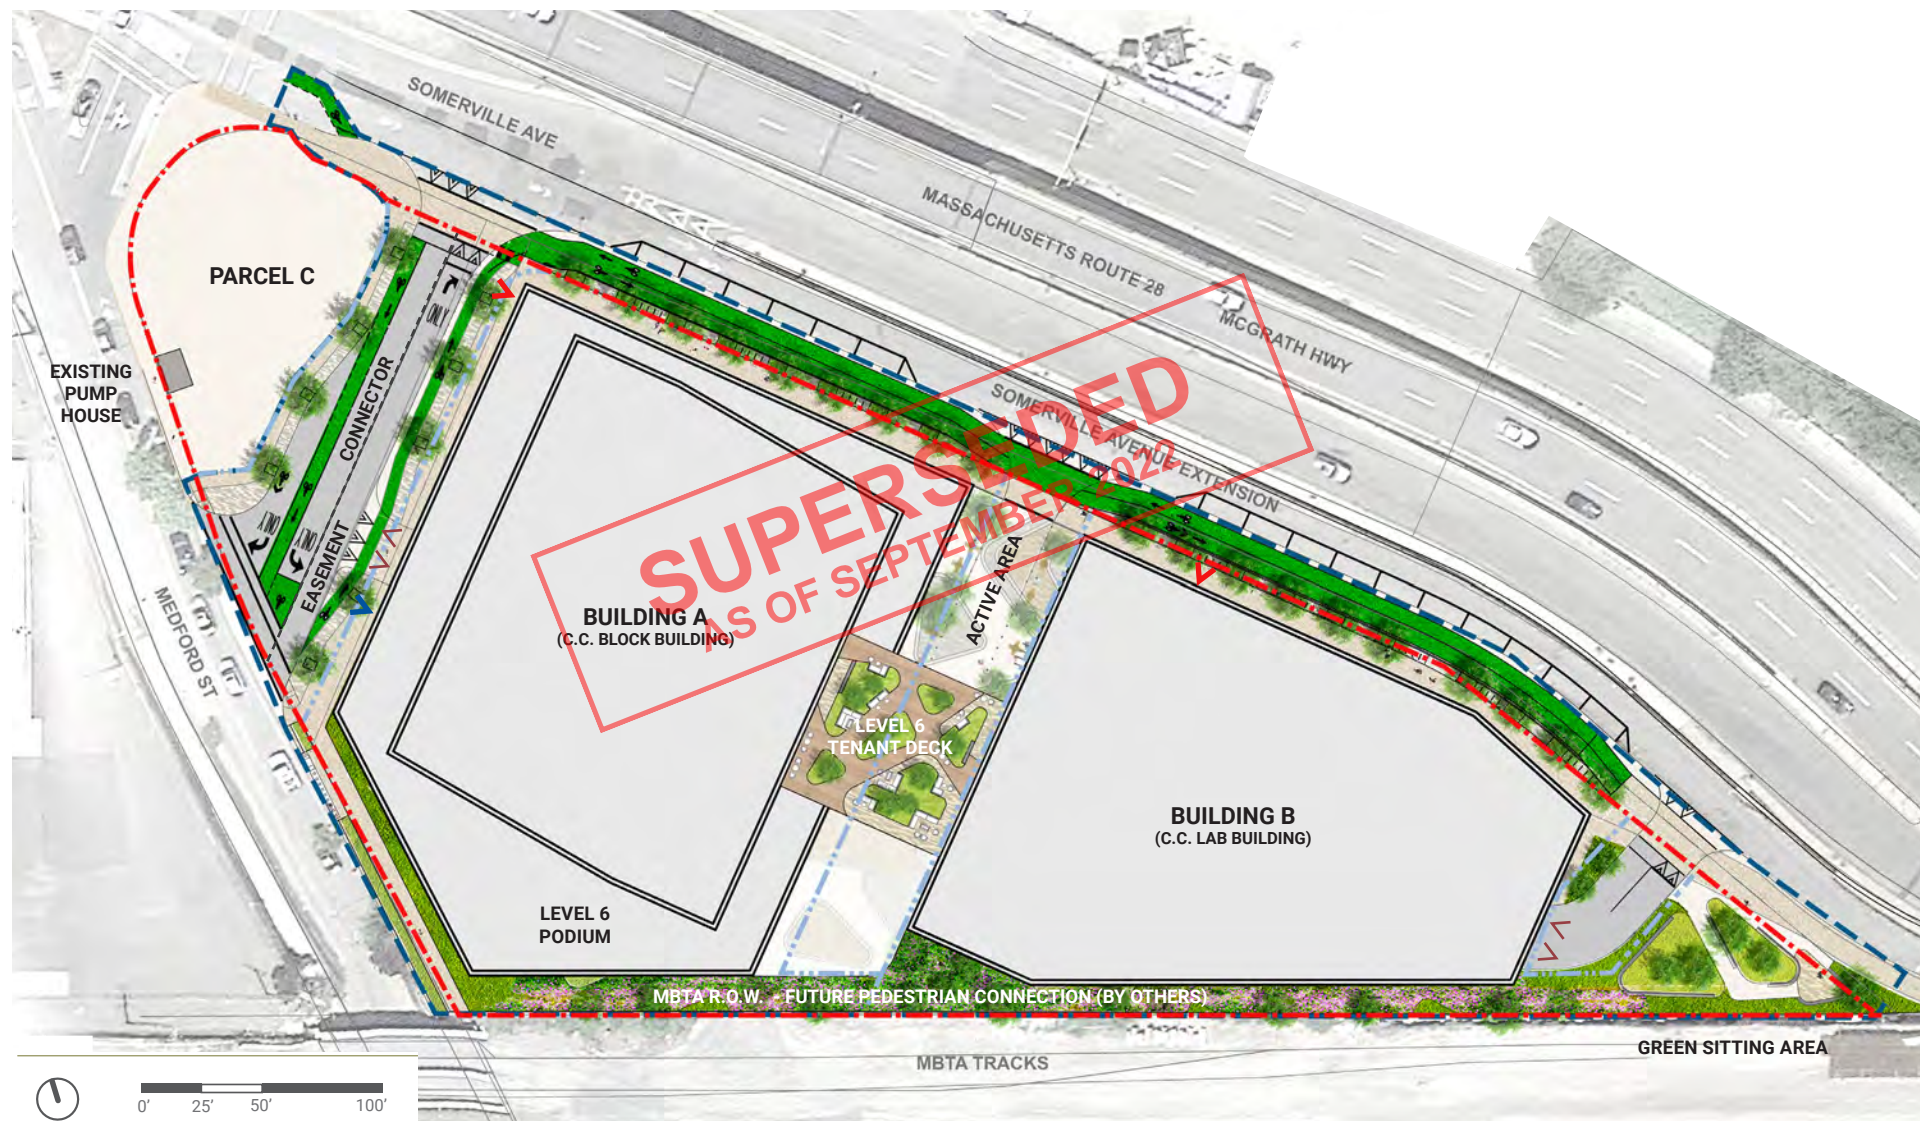 SOMERVILLE AVE
MASSACHUSETTS ROUTE 28
MCGRATH HWY
SOMERVILLE AVENUE EXTENSION
PARCEL C
EXISTING
PUMP
HOUSE
CONNECTOR
EASEMENT
ONLY
ONLY
ONLY
MEDFORD ST
SUPERSEDED
AS OF SEPTEMBER 2022
BUILDING A
(C.C. BLOCK BUILDING)
ACTIVE AREA
LEVEL 6
TENANT DECK
BUILDING B
(C.C. LAB BUILDING)
LEVEL 6
PODIUM
MBTA R.O.W. - FUTURE PEDESTRIAN CONNECTION (BY OTHERS)
MBTA TRACKS
GREEN SITTING AREA
0' 25' 50' 100'